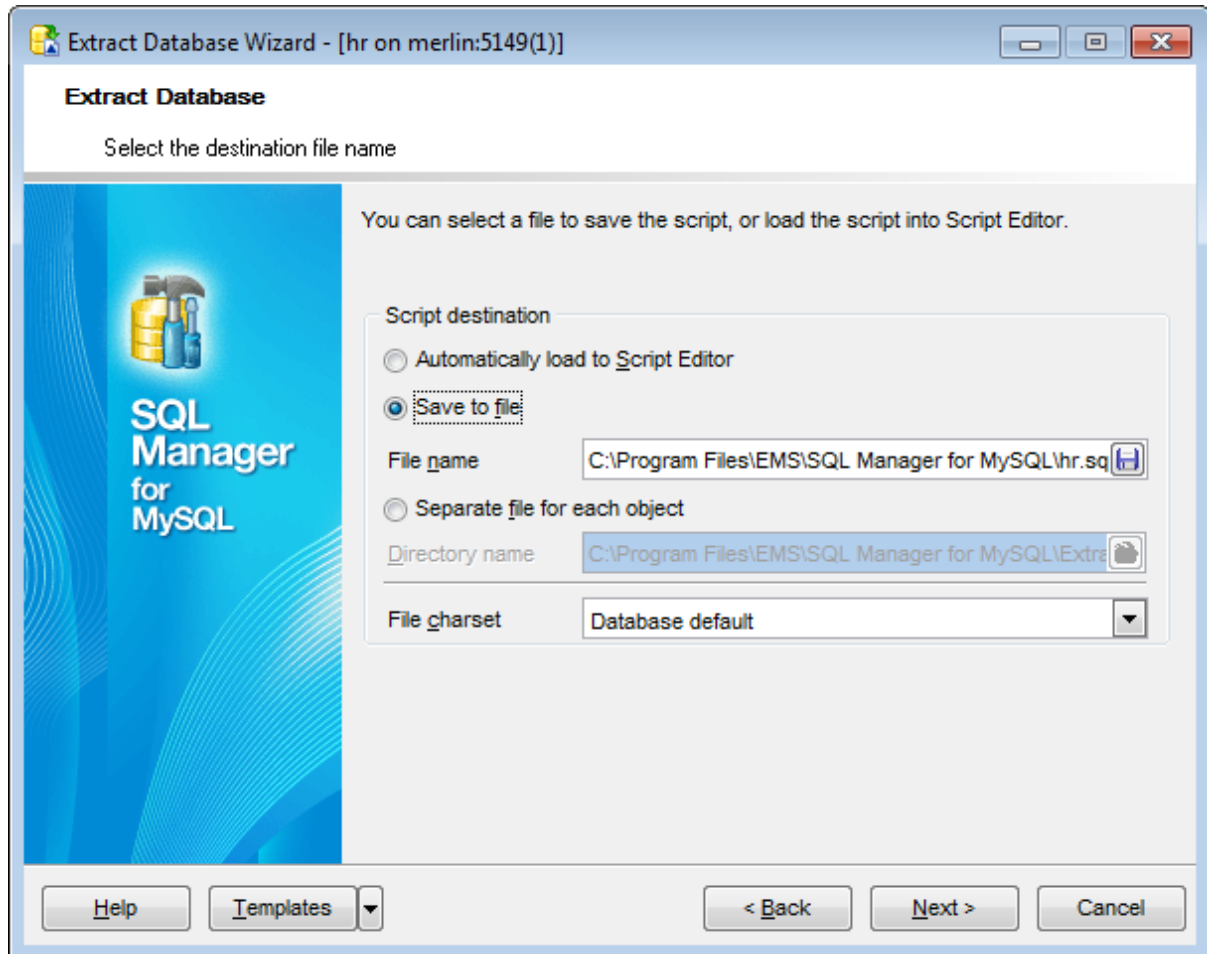 Extract Database Wizard - [hr on merlin:5149(1)]
Extract Database
Select the destination file name
You can select a file to save the script, or load the script into Script Editor.
Script destination
Automatically load to Script Editor
Save to file
File name C:\Program Files\EMS\SQL Manager for MySQL\hr.sq
Separate file for each object
Directory name C:\Program Files\EMS\SQL Manager for MySQL\Extra
File charset Database default
SQL
Manager
for
MySQL
Help Templates < Back Next > Cancel